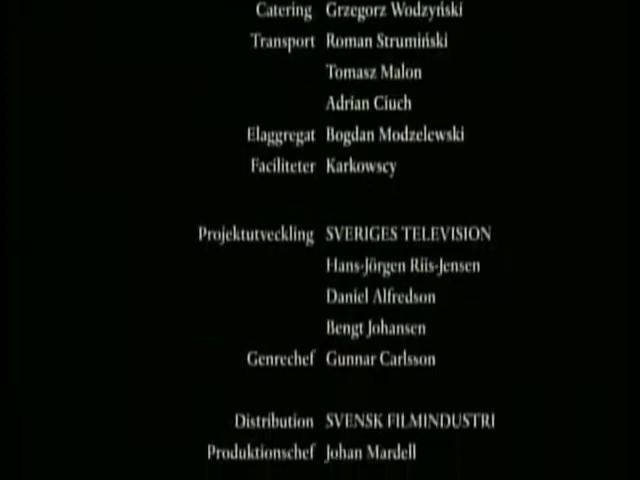 Catering Grzegorz Wodzyński
Transport Roman Strumiński
Tomasz Malon
Adrian Ciuch
Elaggregat Bogdan Modzelewski
Faciliteter Karkowscy
Projektutveckling SVERIGES TELEVISION
Hans-Jörgen Riis-Jensen
Daniel Alfredson
Bengt Johansen
Genrechef Gunnar Carlsson
Distribution SVENSK FILMINDUSTRI
Produktionschef Johan Mardell